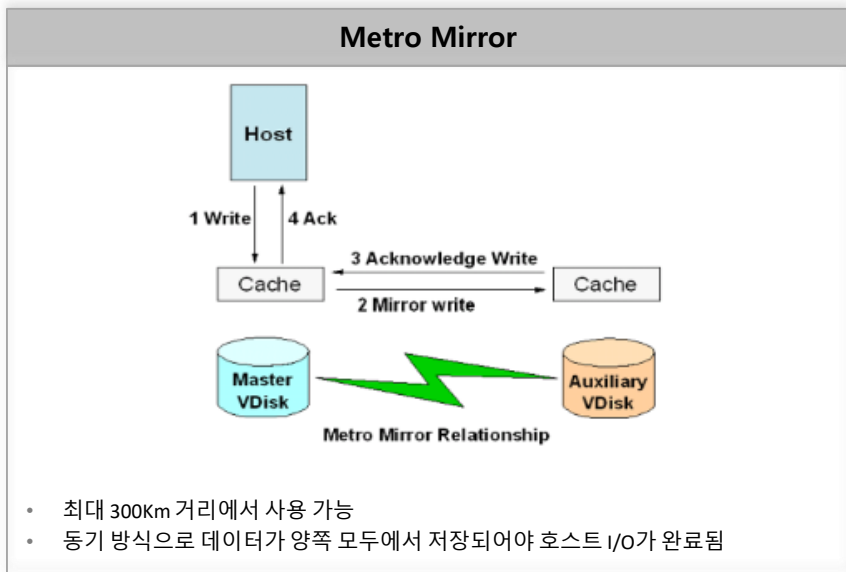 Metro Mirror
Host
1 Write
4 Ack
3 Acknowledge Write
Cache
Cache
2 Mirror write
Master
VDisk
Auxiliary
VDisk
Metro Mirror Relationship
• 최대 300Km 거리에서 사용 가능
• 동기 방식으로 데이터가 양쪽 모두에서 저장되어야 호스트 I/O가 완료됨